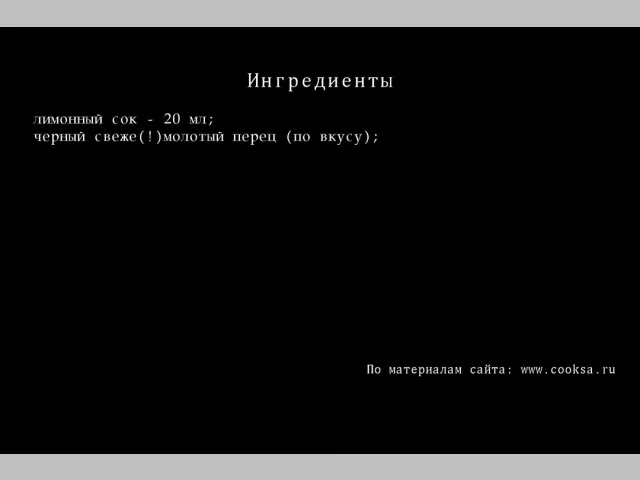 Ингредиенты
лимонный сок - 20 мл;
черный свеже(!)молотый перец (по вкусу);
По материалам сайта: www.cooksa.ru